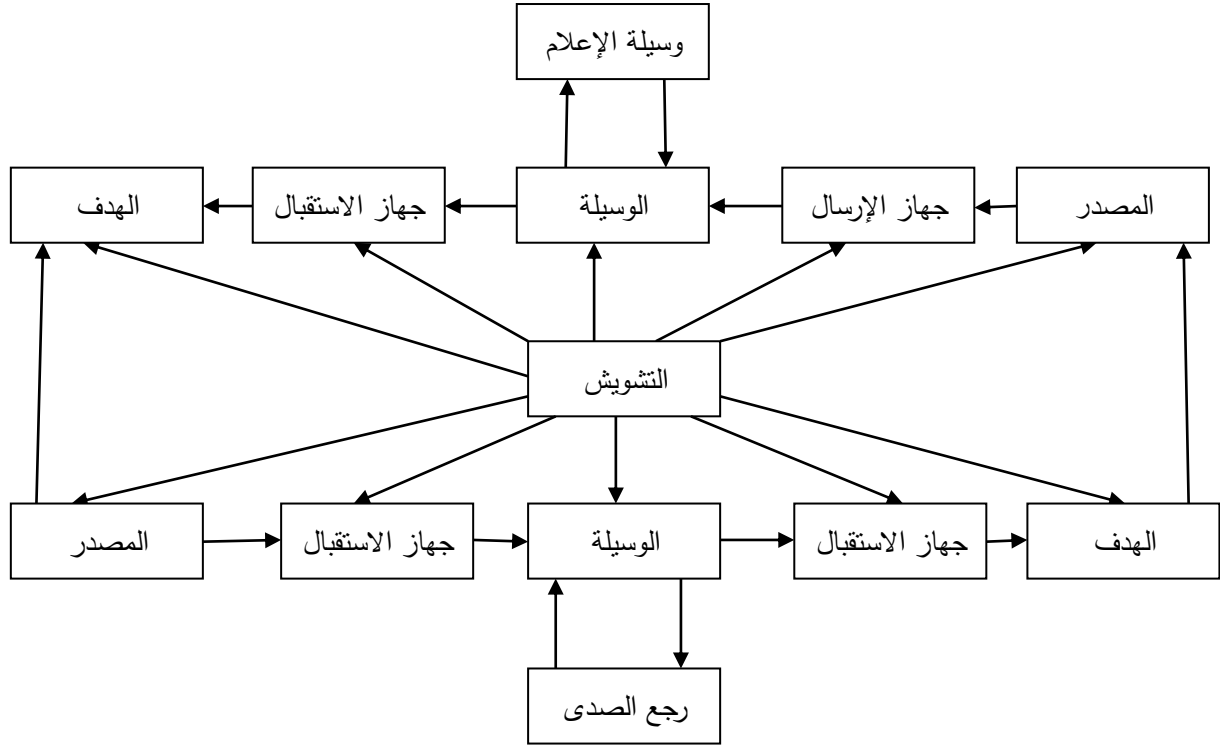 وسيلة الإعلام
المصدر
جهاز الإرسال
الوسيلة
جهاز الاستقبال
الهدف
التشويش
الهدف
جهاز الاستقبال
الوسيلة
جهاز الاستقبال
المصدر
رجع الصدى